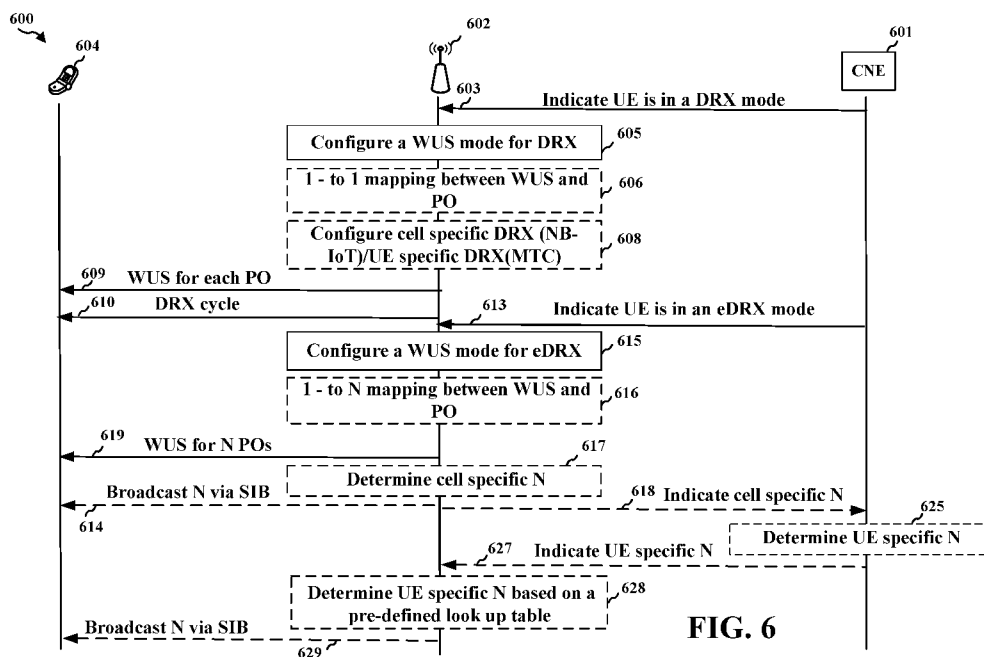 600
604
602
601
CNE
603
Indicate UE is in a DRX mode
Configure a WUS mode for DRX
605
1 - to 1 mapping between WUS and
PO
606
Configure cell specific DRX (NB-
IoT)/UE specific DRX(MTC)
608
609
WUS for each PO
610
DRX cycle
613
Indicate UE is in an eDRX mode
Configure a WUS mode for eDRX
615
1 - to N mapping between WUS and
PO
616
619
WUS for N POs
617
Determine cell specific N
Broadcast N via SIB
614
618
Indicate cell specific N
625
Determine UE specific N
627
Indicate UE specific N
Determine UE specific N based on a
pre-defined look up table
628
Broadcast N via SIB
629
FIG. 6